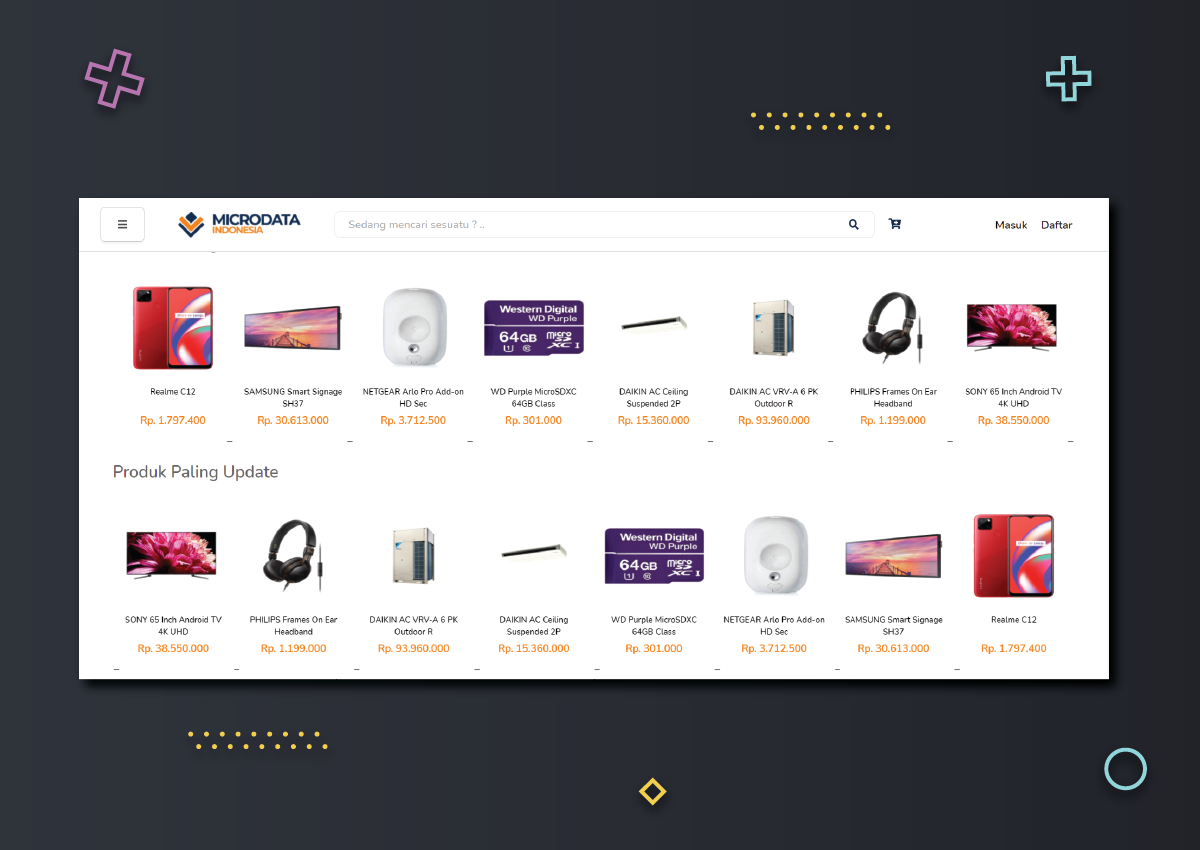 MICRODATA
INDONESIA
Sedang mencari sesuatu ? ..
Masuk Daftar
Western Digital
WD Purple
64GB
micro
XC I
Realme C12
Rp. 1.797.400
SAMSUNG Smart Signage
SH37
Rp. 30.613.000
NETGEAR Arlo Pro Add-on
HD Sec
Rp. 3.712.500
WD Purple MicroSDXC
64GB Class
Rp. 301.000
DAIKIN AC Ceiling
Suspended 2P
Rp. 15.360.000
DAIKIN AC VRV-A 6 PK
Outdoor R
Rp. 93.960.000
PHILIPS Frames On Ear
Headband
Rp. 1.199.000
SONY 65 Inch Android TV
4K UHD
Rp. 38.550.000
Produk Paling Update
Western Digital
WD Purple
64GB
micro
XC I
SONY 65 Inch Android TV
4K UHD
Rp. 38.550.000
PHILIPS Frames On Ear
Headband
Rp. 1.199.000
DAIKIN AC VRV-A 6 PK
Outdoor R
Rp. 93.960.000
DAIKIN AC Ceiling
Suspended 2P
Rp. 15.360.000
WD Purple MicroSDXC
64GB Class
Rp. 301.000
NETGEAR Arlo Pro Add-on
HD Sec
Rp. 3.712.500
SAMSUNG Smart Signage
SH37
Rp. 30.613.000
Realme C12
Rp. 1.797.400